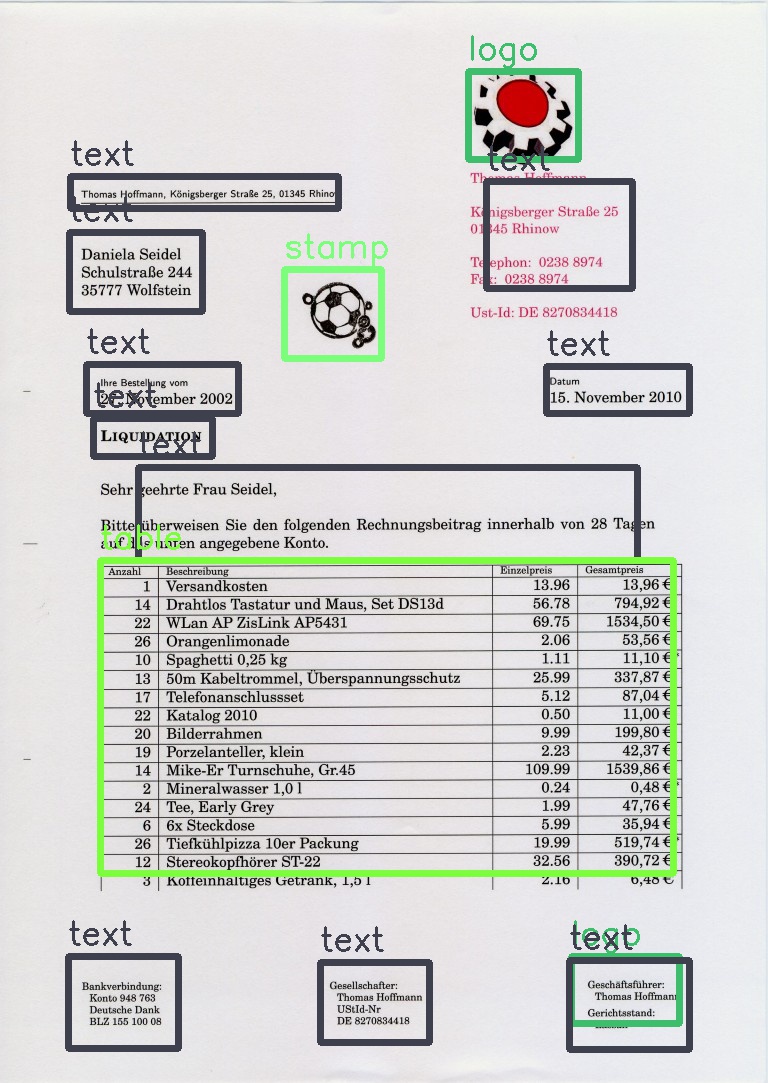 logo
text
Thomas Hoffmann
Thomas Hoffmann, Königsberger Straße 25, 01345 Rhinow
text
Königsberger Straße 25
01345 Rhinow
Telephon: 0238 8974
Fax: 0238 8974
Ust-Id: DE 8270834418
text
Daniela Seidel
Schulstraße 244
35777 Wolfstein
stamp
text
Ihre Bestellung vom
27. November 2002
text
Datum
15. November 2010
text
LIQUIDATION
text
Sehr geehrte Frau Seidel,
Bitte überweisen Sie den folgenden Rechnungsbeitrag innerhalb von 28 Tagen
auf das unten angegebene Konto.
table
Anzahl Beschreibung Einzelpreis Gesamtpreis
1 Versandkosten 13.96 13,96 €
14 Drahtlos Tastatur und Maus, Set DS13d 56.78 794,92 €
22 WLan AP ZisLink AP5431 69.75 1534,50 €
26 Orangenlimonade 2.06 53,56 €
10 Spaghetti 0,25 kg 1.11 11,10 €
13 50m Kabeltrommel, Überspannungsschutz 25.99 337,87 €
17 Telefonanschlussset 5.12 87,04 €
22 Katalog 2010 0.50 11,00 €
20 Bilderrahmen 9.99 199,80 €
19 Porzelanteller, klein 2.23 42,37 €
14 Mike-Er Turnschuhe, Gr.45 109.99 1539,86 €
2 Mineralwasser 1,0 l 0.24 0,48 €
24 Tee, Early Grey 1.99 47,76 €
6 6x Steckdose 5.99 35,94 €
26 Tiefkühlpizza 10er Packung 19.99 519,74 €
12 Stereokopfhörer ST-22 32.56 390,72 €
3 Koffeinhaltiges Getränk, 1,5 l 2.16 6,48 €
text
Bankverbindung:
Konto 948 763
Deutsche Dank
BLZ 155 100 08
text
Gesellschafter:
Thomas Hoffmann
UStId-Nr
DE 8270834418
logo
text
Geschäftsführer:
Thomas Hoffmann
Gerichtsstand: